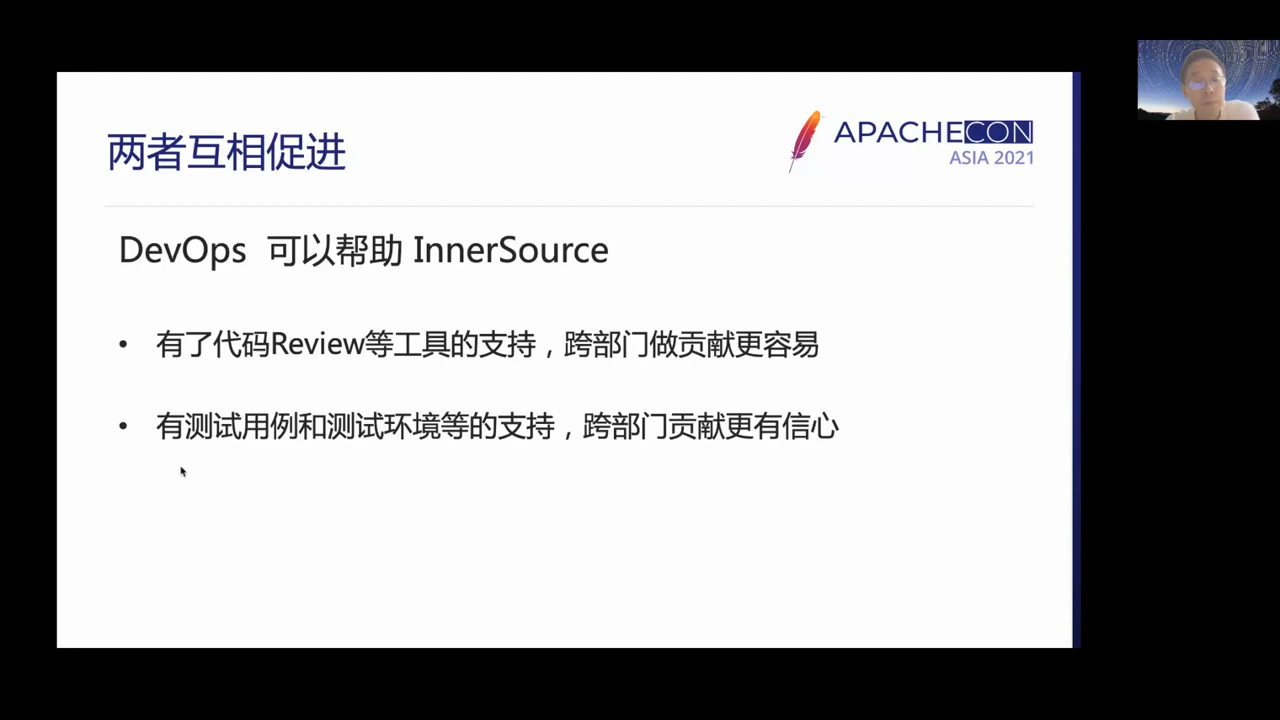 两者互相促进
APACHECON
ASIA 2021
DevOps 可以帮助 InnerSource
• 有了代码Review等工具的支持，跨部门做贡献更容易
• 有测试用例和测试环境等的支持，跨部门贡献更有信心